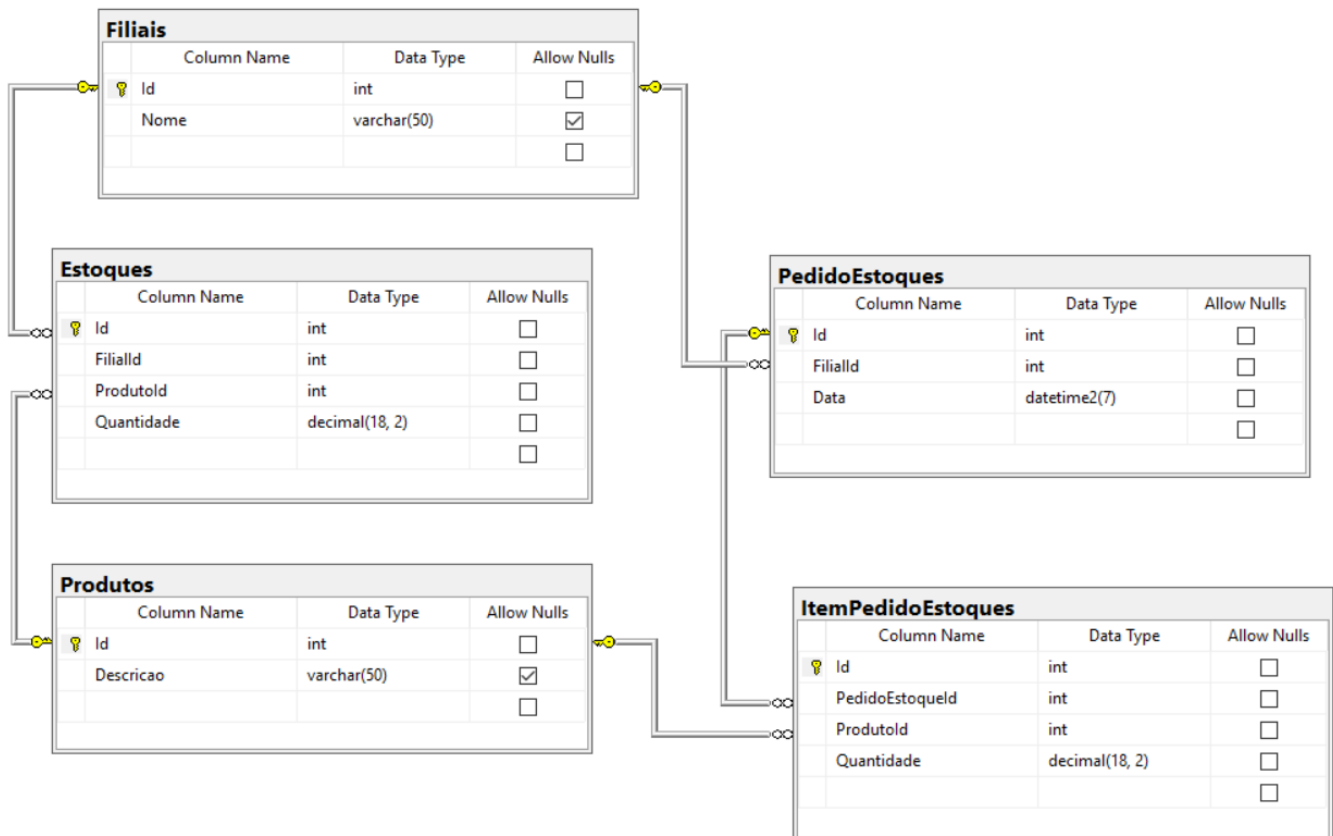 Filiais
Column Name Data Type Allow Nulls
Id int
Nome varchar(50)
Estoques
Column Name Data Type Allow Nulls
Id int
FilialId int
ProdutoId int
Quantidade decimal(18, 2)
PedidoEstoques
Column Name Data Type Allow Nulls
Id int
FilialId int
Data datetime2(7)
Produtos
Column Name Data Type Allow Nulls
Id int
Descricao varchar(50)
ItemPedidoEstoques
Column Name Data Type Allow Nulls
Id int
PedidoEstoqueId int
ProdutoId int
Quantidade decimal(18, 2)